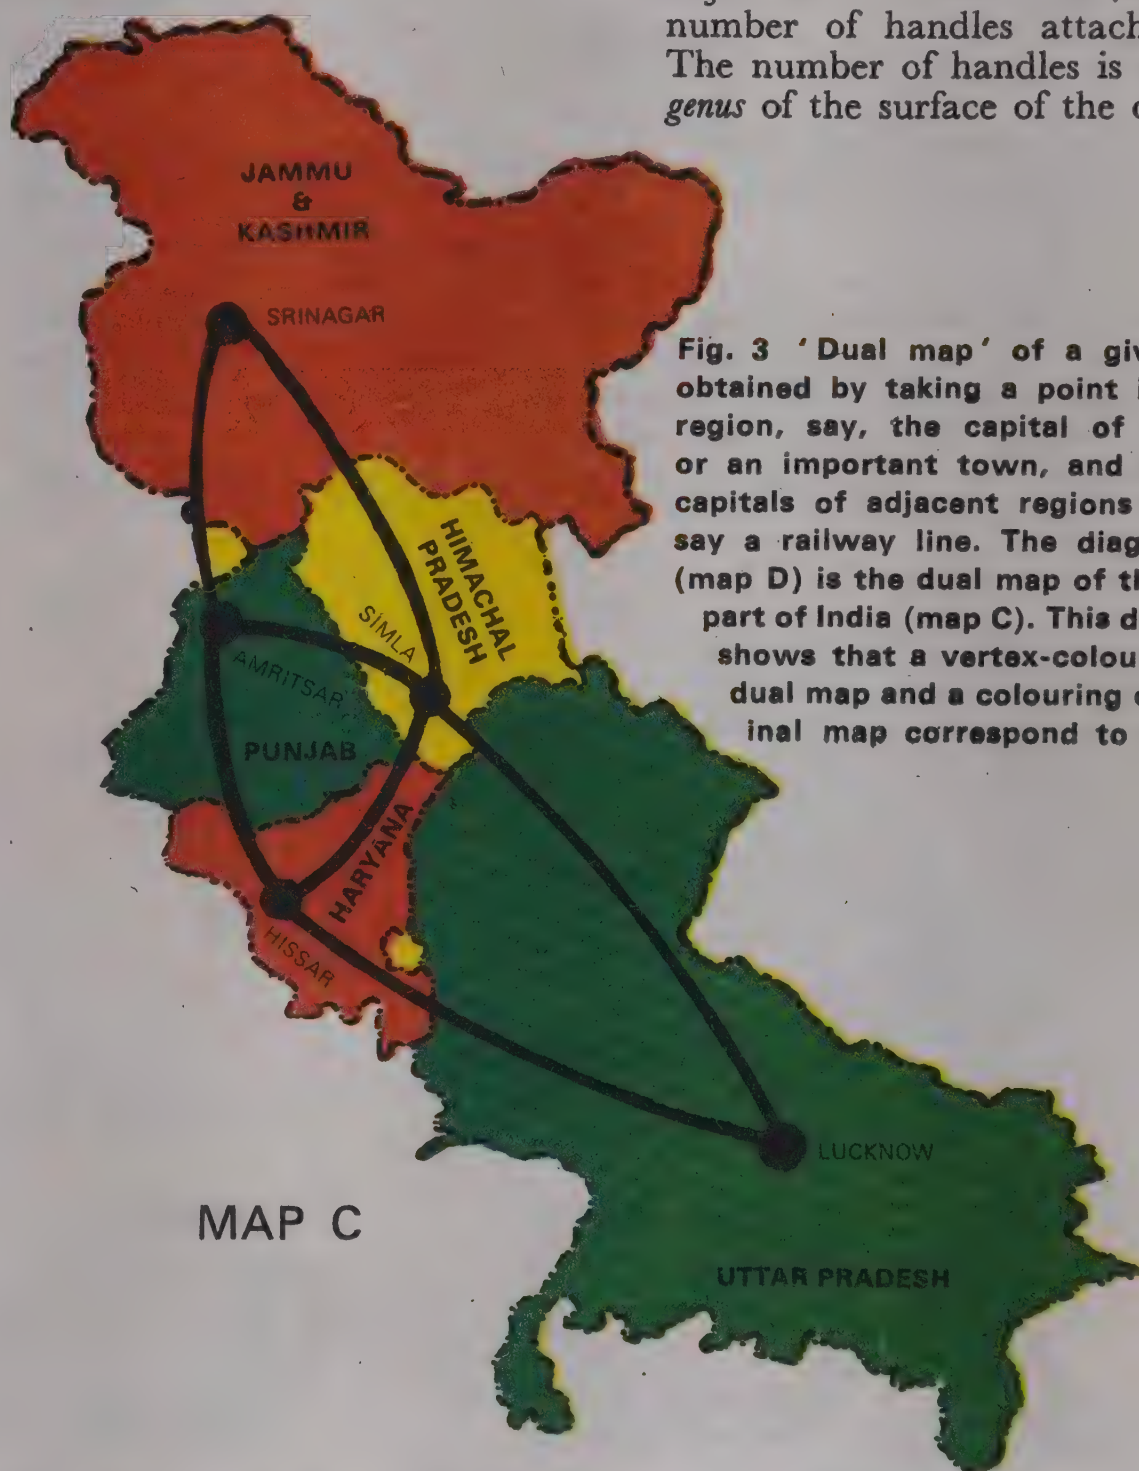 number of handles attach
The number of handles is
genus of the surface of the
JAMMU
&
KASHMIR
SRINAGAR
Fig. 3 'Dual map' of a giv
obtained by taking a point
region, say, the capital of
or an important town, and
capitals of adjacent regions
say a railway line. The diag
(map D) is the dual map of th
part of India (map C). This d
shows that a vertex-colou
dual map and a colouring
inal map correspond to
HIMACHAL
PRADESH
SIMLA
AMRITSAR
PUNJAB
HARYANA
HISSAR
LUCKNOW
MAP C
UTTAR PRADESH